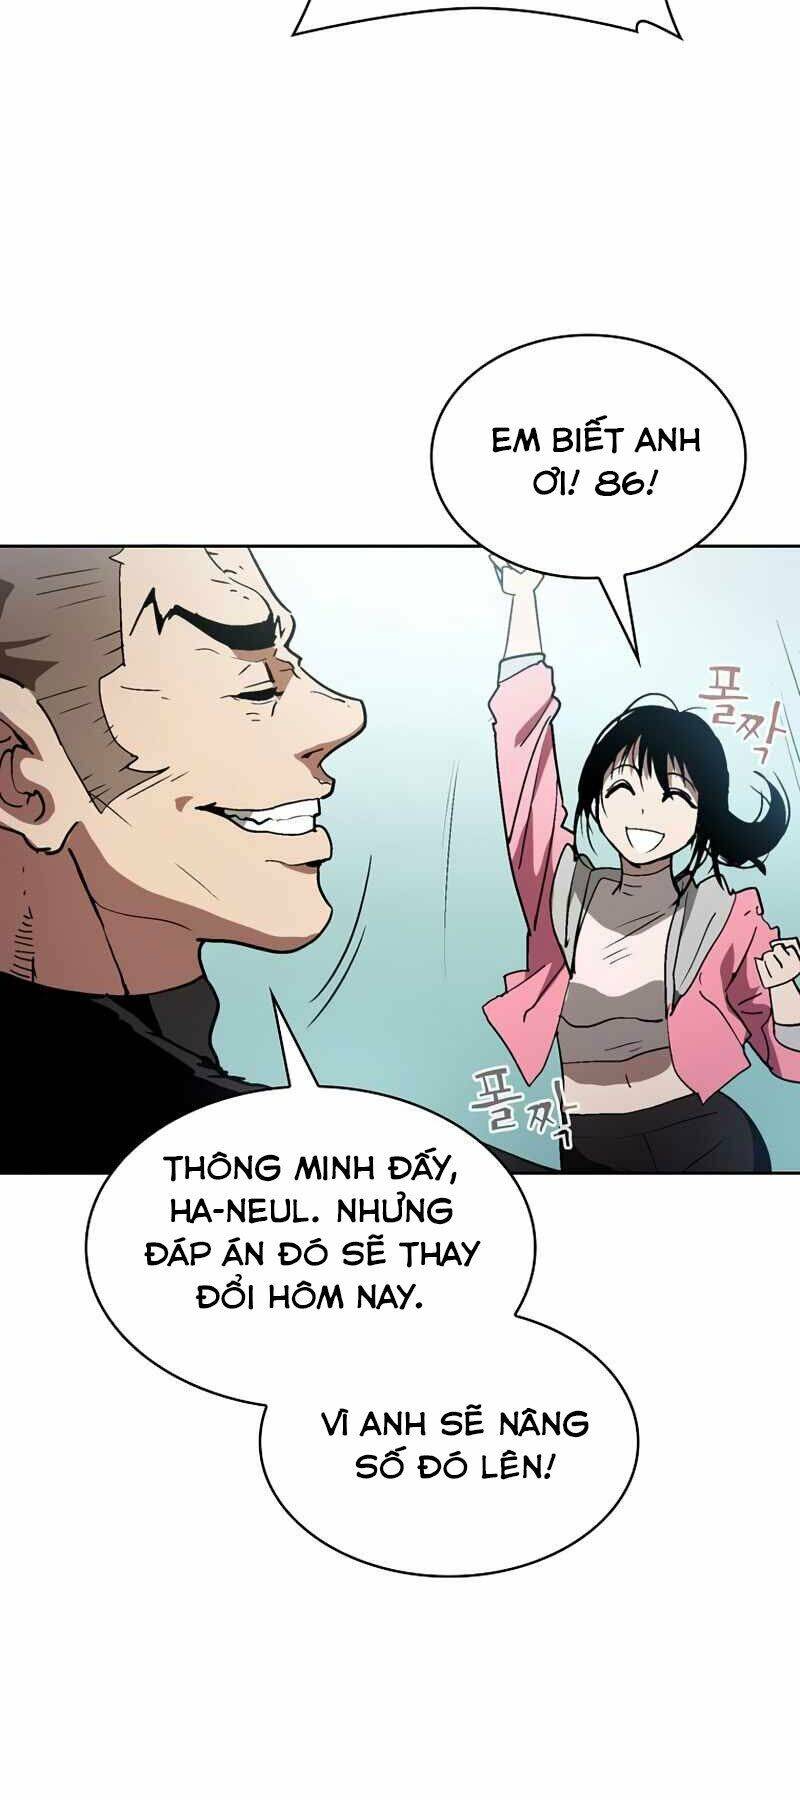 EM BIẾT ANH
ƠI! 86!
폴짝
폴짝
THÔNG MINH ĐẤY,
HA-NEUL. NHƯNG
ĐÁP ÁN ĐÓ SẼ THAY
ĐỔI HÔM NAY.
VÌ ANH SẼ NÂNG
SỐ ĐÓ LÊN!